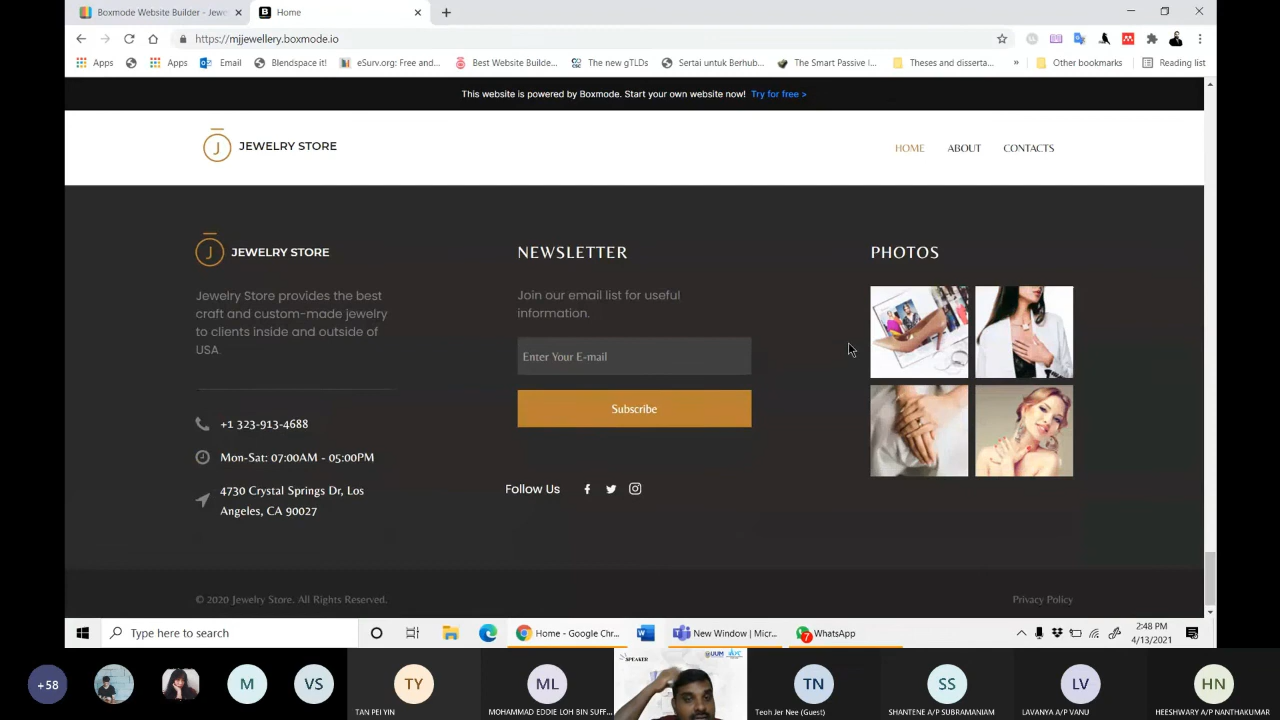 Boxmode Website Builder - Jewe
Home
https://mjjewellery.boxmode.io
Apps
Apps
Email
Blendspace it!
eSurv.org: Free and...
Best Website Builde...
The new gTLDs
Sertai untuk Berhub...
The Smart Passive I...
Theses and disserta...
»
Other bookmarks
Reading list
This website is powered by Boxmode. Start your own website now! Try for free >
J JEWELRY STORE
HOME
ABOUT
CONTACTS
J JEWELRY STORE
Jewelry Store provides the best
craft and custom-made jewelry
to clients inside and outside of
USA.
+1 323-913-4688
Mon-Sat: 07:00AM - 05:00PM
4730 Crystal Springs Dr, Los
Angeles, CA 90027
NEWSLETTER
Join our email list for useful
information.
Enter Your E-mail
Subscribe
Follow Us
PHOTOS
© 2020 Jewelry Store. All Rights Reserved.
Privacy Policy
Type here to search
Home - Google Chr...
New Window | Micr...
7
WhatsApp
2:48 PM
4/13/2021
+58
M
VS
TY
TAN PEI YIN
ML
MOHAMMAD EDDIE LOH BIN SUFF...
SPEAKER
UUM
TN
Teoh Jer Nee (Guest)
SS
SHANTENE A/P SUBRAMANIAM
LV
LAVANYA A/P VANU
HN
HEESHWARY A/P NANTHAKUMAR